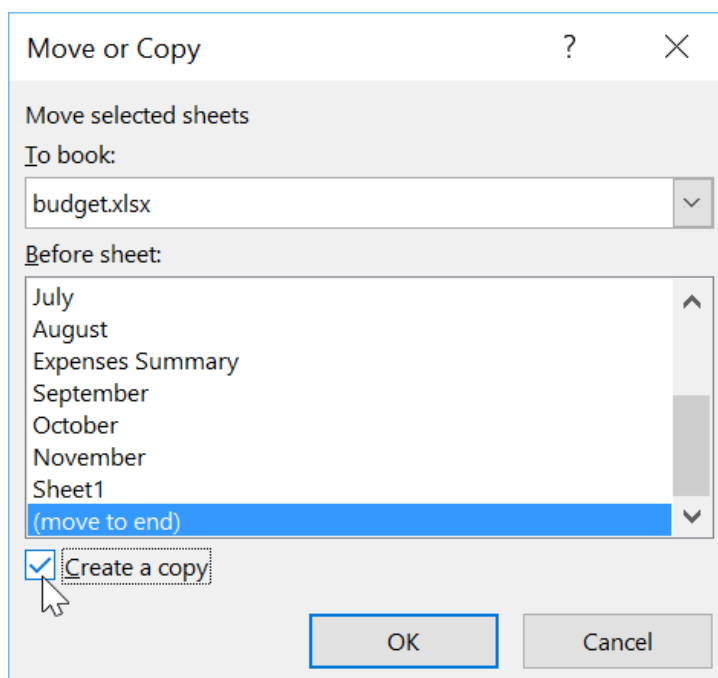 Move or Copy ?
Move selected sheets
To book:
budget.xlsx
Before sheet:
July
August
Expenses Summary
September
October
November
Sheet1
(move to end)
Create a copy
OK Cancel